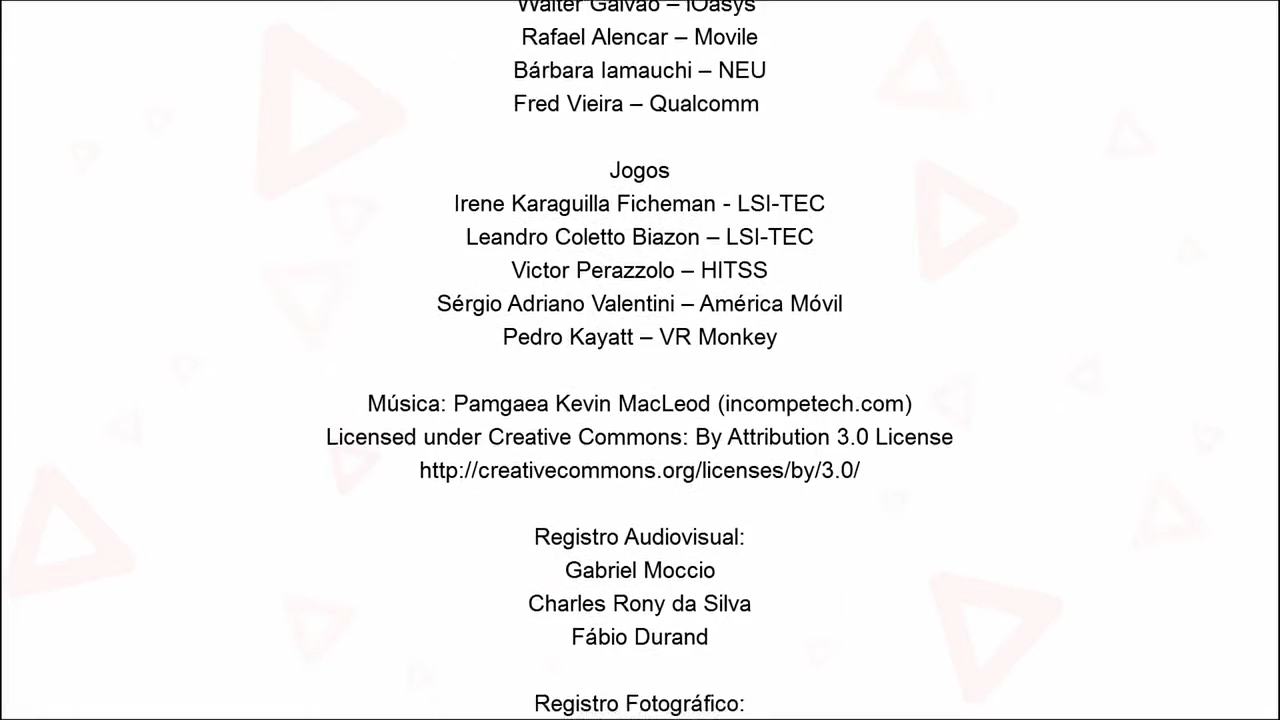 Walter Galvão – iOasys
Rafael Alencar – Movile
Bárbara Iamauchi – NEU
Fred Vieira – Qualcomm
Jogos
Irene Karaguilla Ficheman - LSI-TEC
Leandro Coletto Biazon – LSI-TEC
Victor Perazzolo – HITSS
Sérgio Adriano Valentini – América Móvil
Pedro Kayatt – VR Monkey
Música: Pamgaea Kevin MacLeod (incompetech.com)
Licensed under Creative Commons: By Attribution 3.0 License
http://creativecommons.org/licenses/by/3.0/
Registro Audiovisual:
Gabriel Moccio
Charles Rony da Silva
Fábio Durand
Registro Fotográfico: